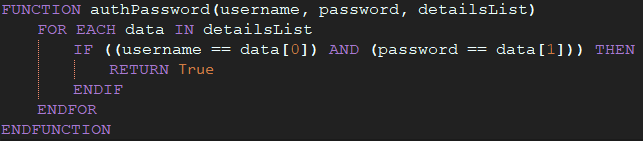 FUNCTION authPassword(username, password, detailsList)
FOR EACH data IN detailsList
IF ((username == data[0]) AND (password == data[1])) THEN
RETURN True
ENDIF
ENDFOR
ENDFUNCTION